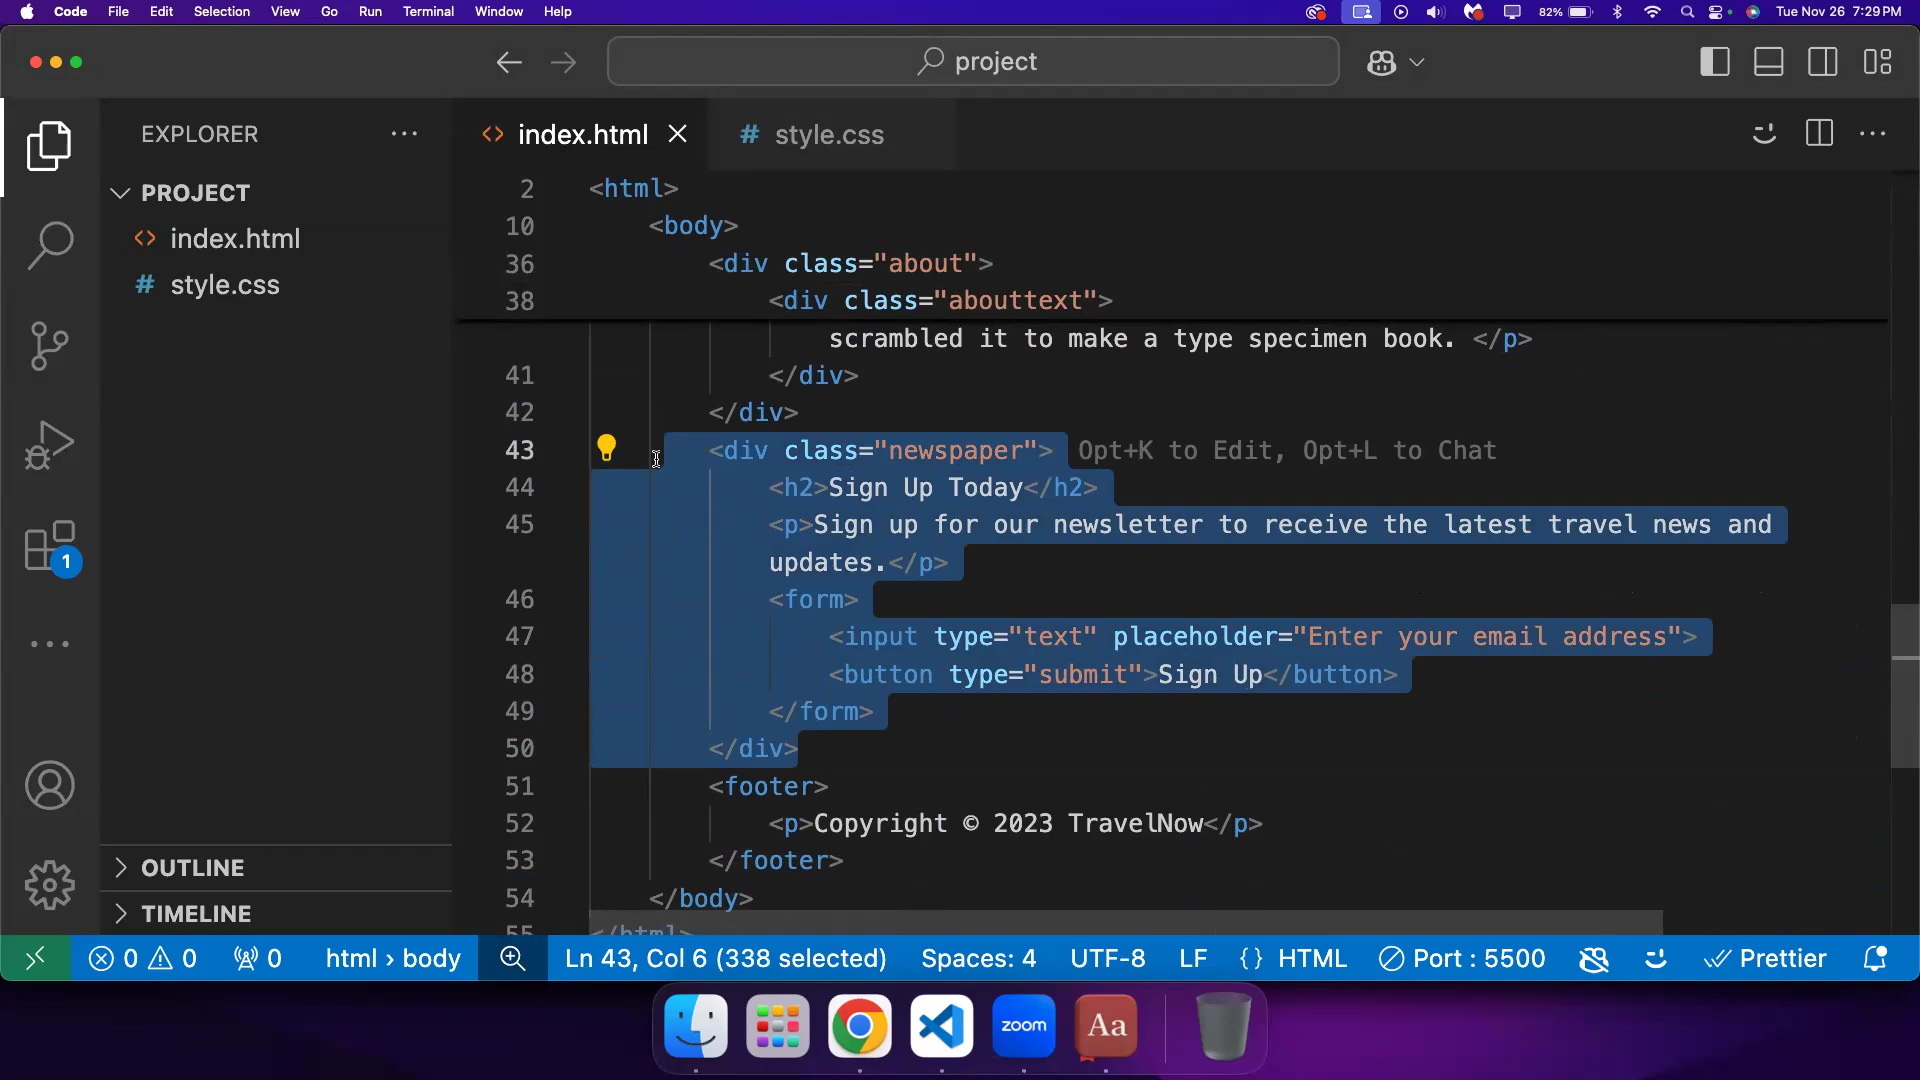 Code File Edit Selection View Go Run Terminal Window Help 82% Tue Nov 26 7:29 PM
project
EXPLORER
index.html
# style.css
PROJECT
<> index.html
# style.css
2 <html>
10 <body>
36 <div class="about">
38 <div class="abouttext">
scrambled it to make a type specimen book. </p>
41 </div>
42 </div>
43 <div class="newspaper"> Opt+K to Edit, Opt+L to Chat
44 <h2>Sign Up Today</h2>
45 <p>Sign up for our newsletter to receive the latest travel news and
updates.</p>
46 <form>
47 <input type="text" placeholder="Enter your email address">
48 <button type="submit">Sign Up</button>
49 </form>
50 </div>
51 <footer>
52 <p>Copyright © 2023 TravelNow</p>
53 </footer>
54 </body>
55 </html>
1
OUTLINE
TIMELINE
0 0 0 html › body Ln 43, Col 6 (338 selected) Spaces: 4 UTF-8 LF {} HTML Port : 5500 Prettier
zoom
Aa